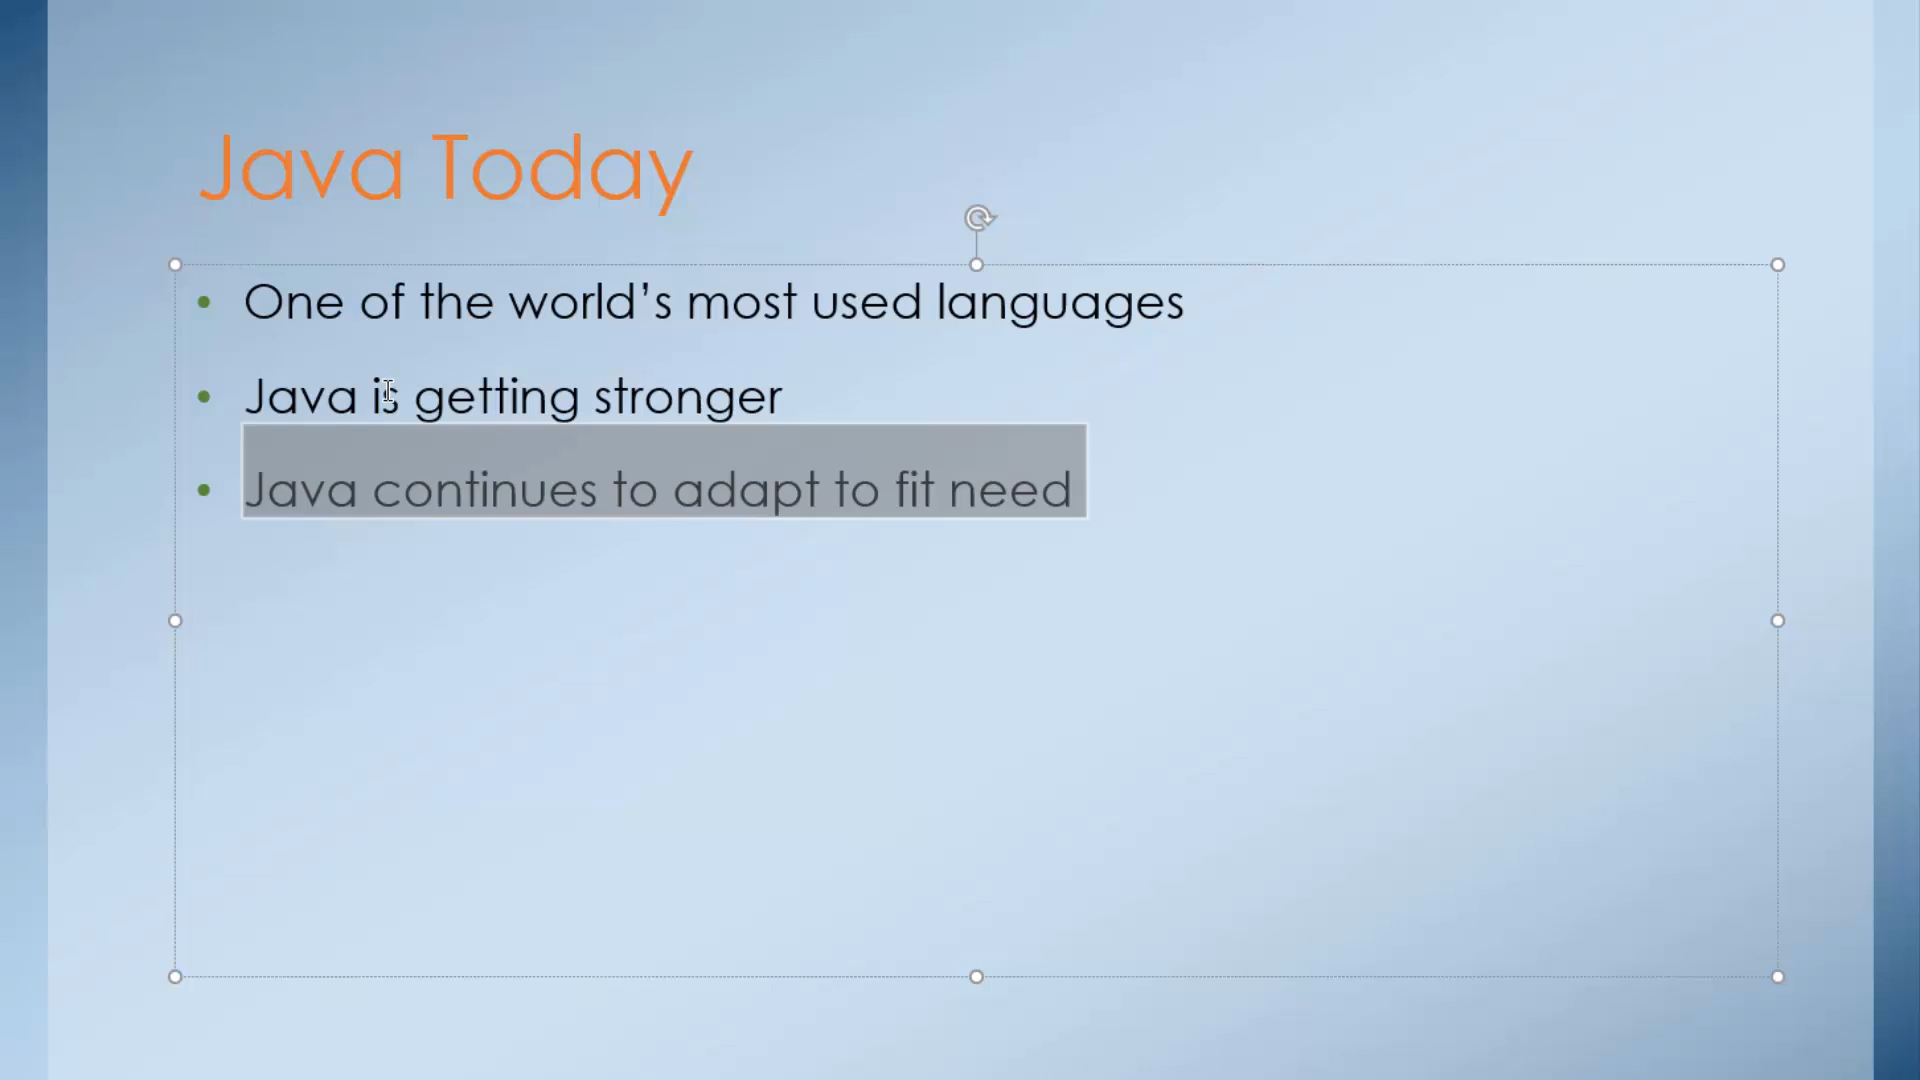 Java Today
• One of the world’s most used languages
• Java is getting stronger
• Java continues to adapt to fit need